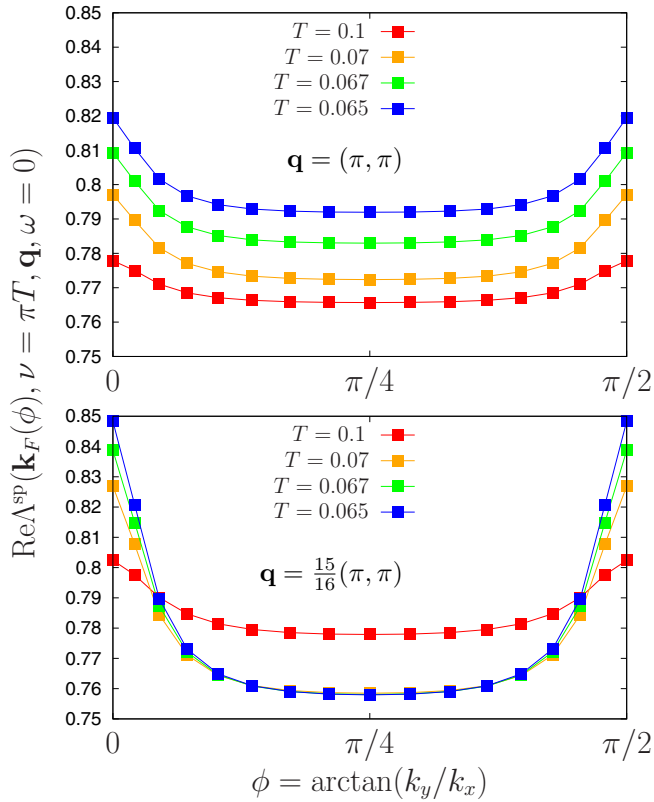 ReΛ^sp(k_F(ϕ), ν = πT, q, ω = 0)
0.85
0.84
0.83
0.82
0.81
0.8
0.79
0.78
0.77
0.76
0.75
T = 0.1
T = 0.07
T = 0.067
T = 0.065
q = (π, π)
0 π/4 π/2
0.85
0.84
0.83
0.82
0.81
0.8
0.79
0.78
0.77
0.76
0.75
T = 0.1
T = 0.07
T = 0.067
T = 0.065
q = 15/16(π, π)
0 π/4 π/2
ϕ = arctan(k_y/k_x)